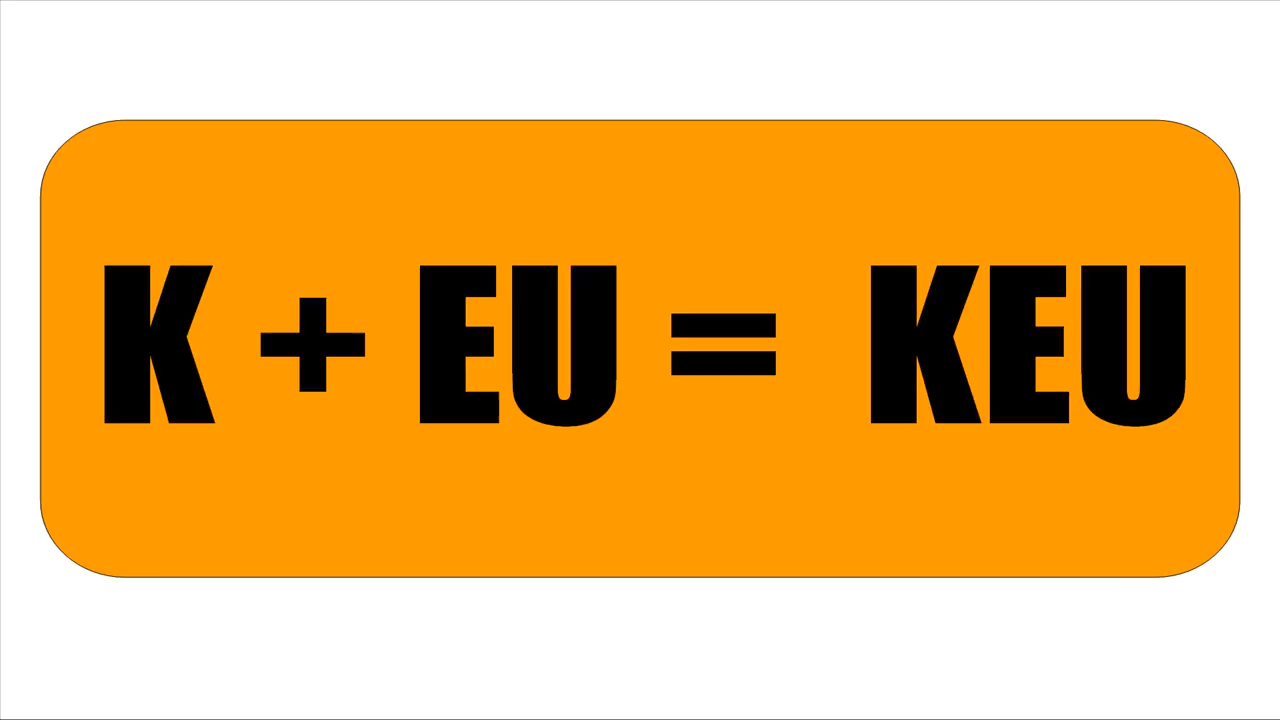 K + EU = KEU